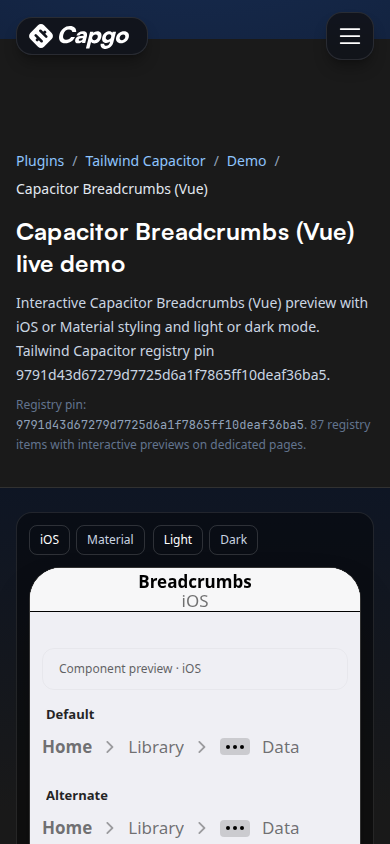 Capgo
Plugins / Tailwind Capacitor / Demo /
Capacitor Breadcrumbs (Vue)
Capacitor Breadcrumbs (Vue)
live demo
Interactive Capacitor Breadcrumbs (Vue) preview with
iOS or Material styling and light or dark mode.
Tailwind Capacitor registry pin
9791d43d67279d7725d6a1f7865ff10deaf36ba5.
Registry pin:
9791d43d67279d7725d6a1f7865ff10deaf36ba5. 87 registry
items with interactive previews on dedicated pages.
iOS Material Light Dark
Breadcrumbs
iOS
Component preview · iOS
Default
Home Library Data
Alternate
Home Library Data